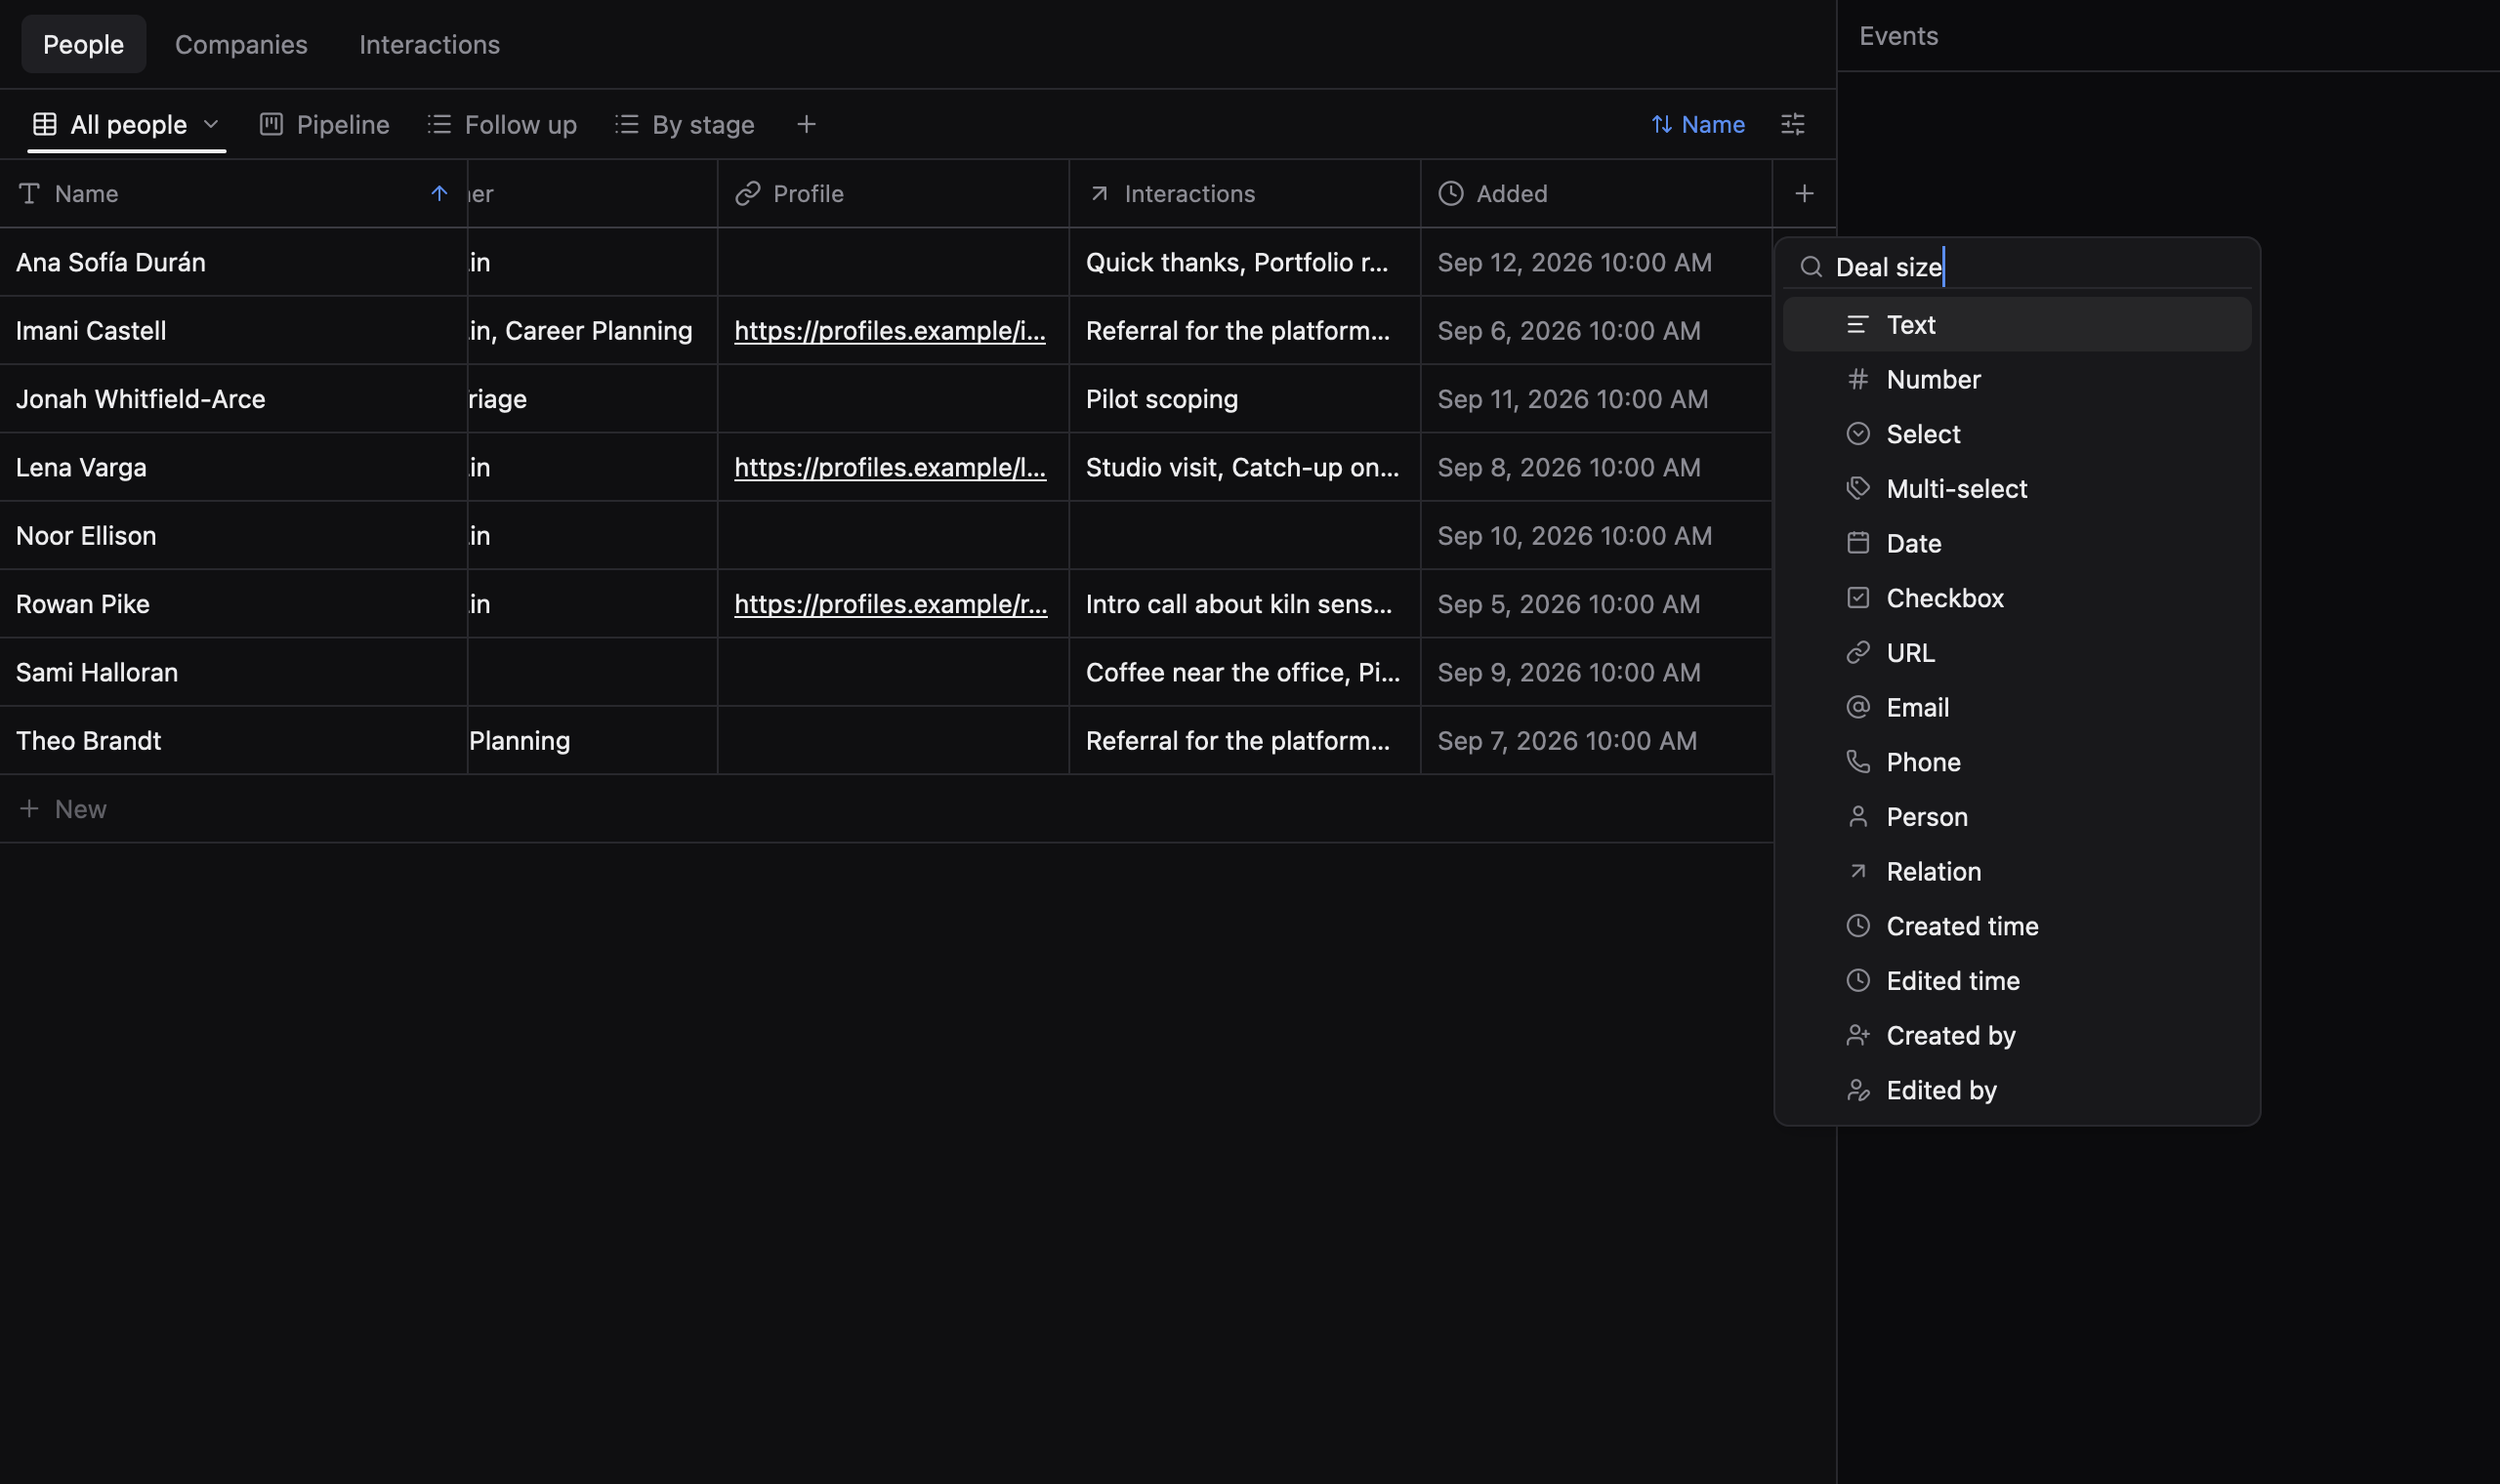 People Companies Interactions
Events
All people Pipeline Follow up By stage Name
Name er Profile Interactions Added
Ana Sofía Durán in Quick thanks, Portfolio r... Sep 12, 2026 10:00 AM
Imani Castell in, Career Planning https://profiles.example/i... Referral for the platform... Sep 6, 2026 10:00 AM
Jonah Whitfield-Arce riage Pilot scoping Sep 11, 2026 10:00 AM
Lena Varga in https://profiles.example/l... Studio visit, Catch-up on... Sep 8, 2026 10:00 AM
Noor Ellison in Sep 10, 2026 10:00 AM
Rowan Pike in https://profiles.example/r... Intro call about kiln sens... Sep 5, 2026 10:00 AM
Sami Halloran Coffee near the office, Pi... Sep 9, 2026 10:00 AM
Theo Brandt Planning Referral for the platform... Sep 7, 2026 10:00 AM
New
Deal size
Text
Number
Select
Multi-select
Date
Checkbox
URL
Email
Phone
Person
Relation
Created time
Edited time
Created by
Edited by